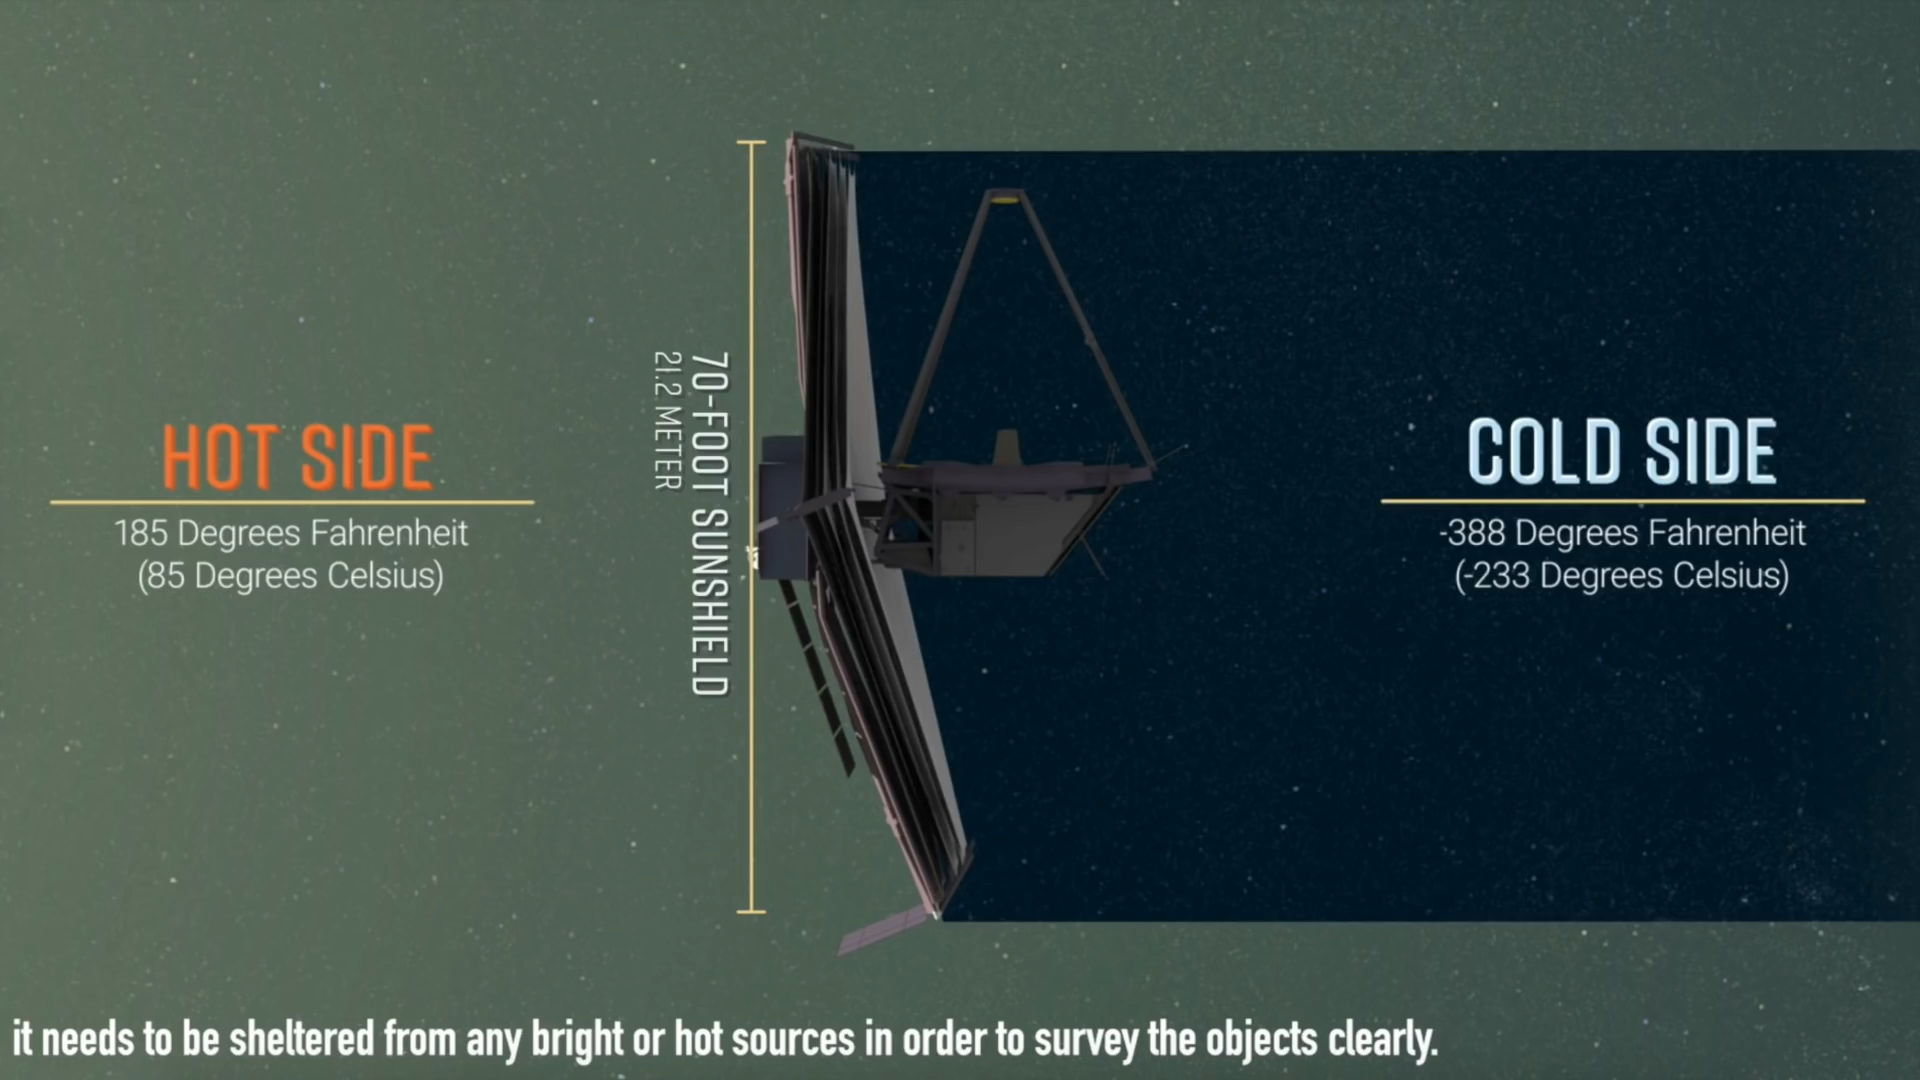 HOT SIDE
185 Degrees Fahrenheit
(85 Degrees Celsius)
70-FOOT SUNSHIELD
21.2 METER
COLD SIDE
-388 Degrees Fahrenheit
(-233 Degrees Celsius)
it needs to be sheltered from any bright or hot sources in order to survey the objects clearly.